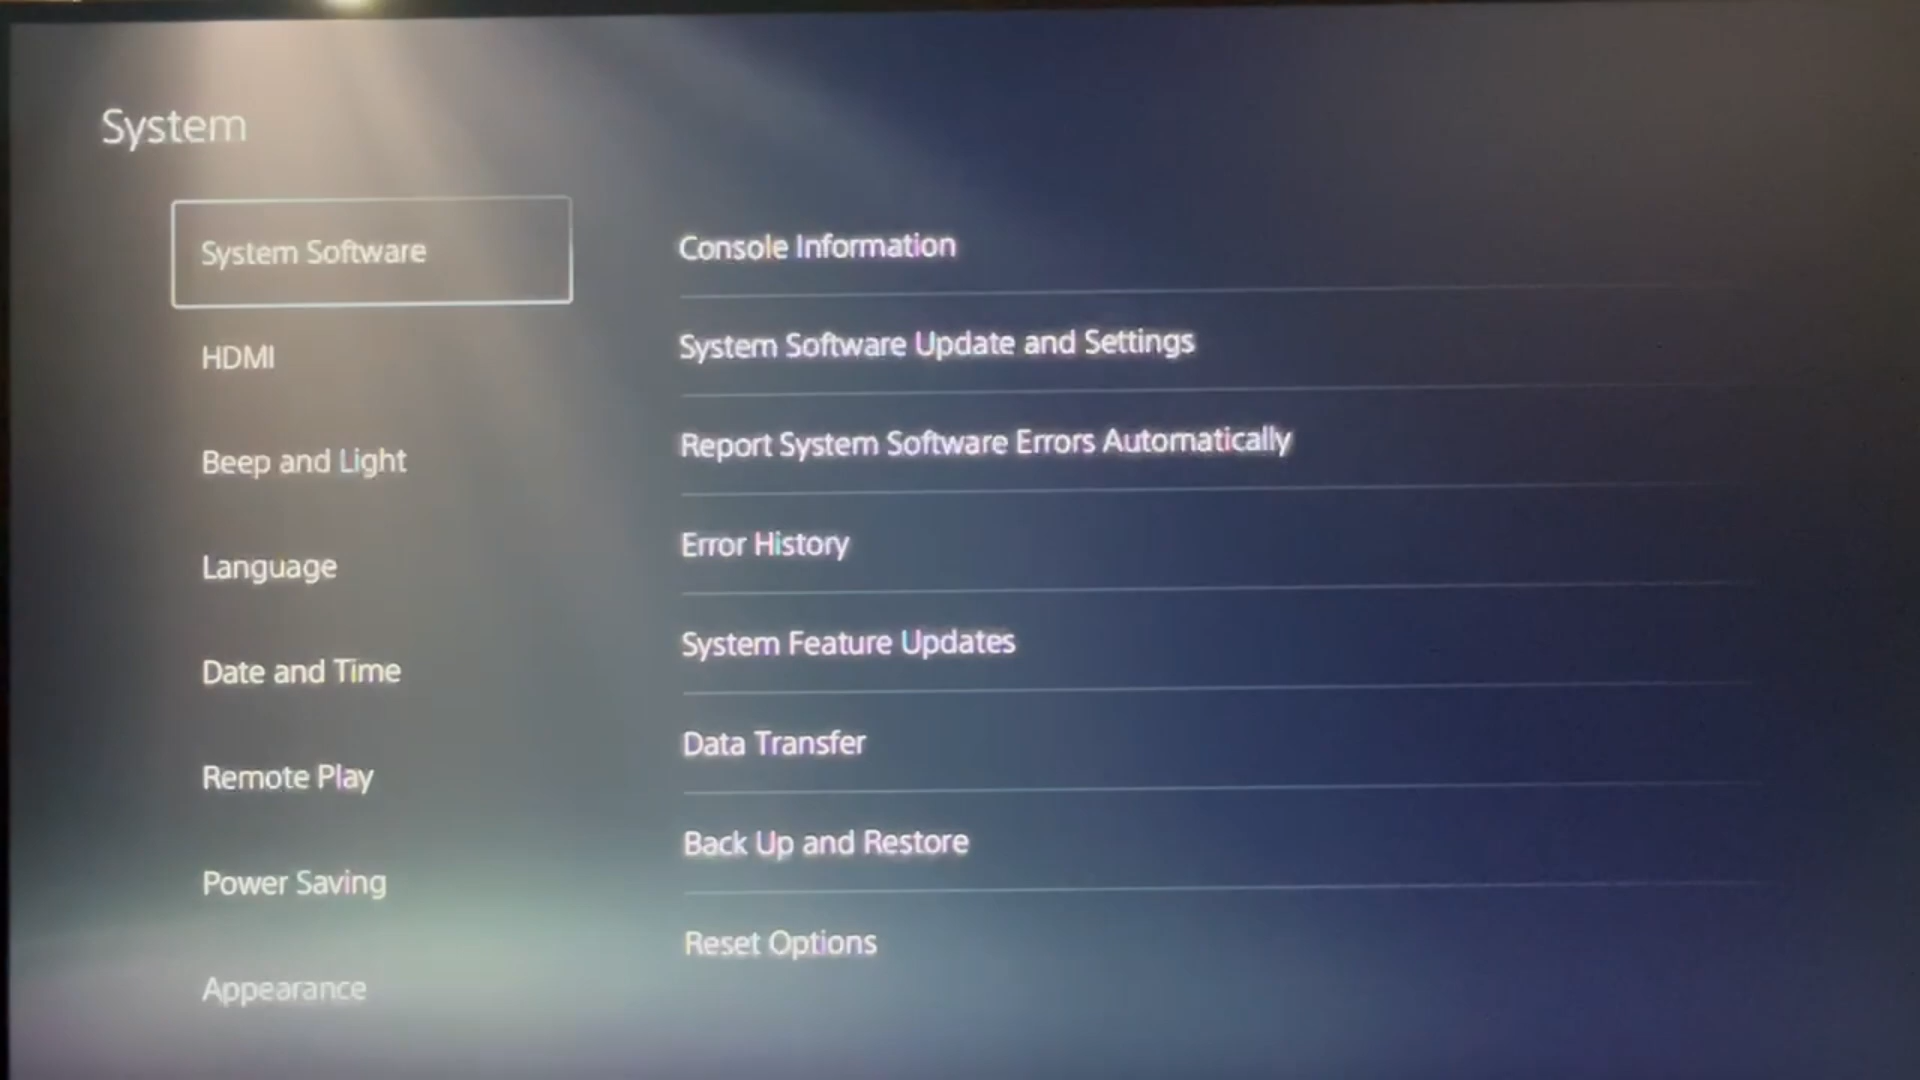 System
System Software
HDMI
Beep and Light
Language
Date and Time
Remote Play
Power Saving
Appearance
Console Information
System Software Update and Settings
Report System Software Errors Automatically
Error History
System Feature Updates
Data Transfer
Back Up and Restore
Reset Options